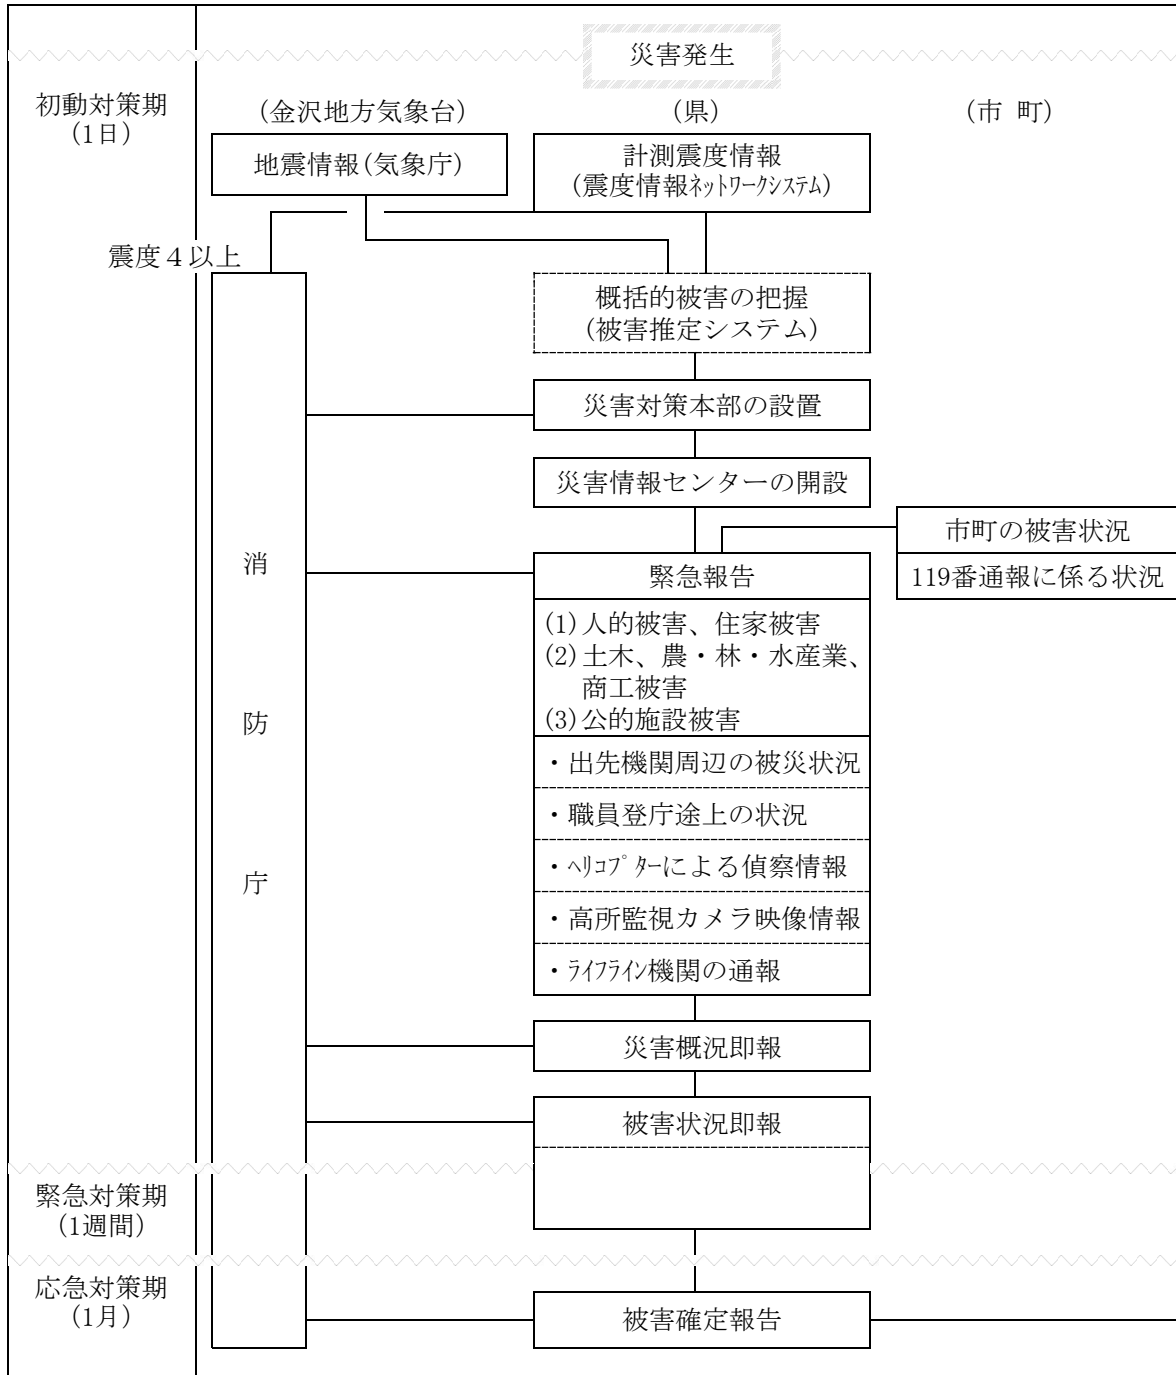 災害発生
初動対策期
(1日)
(金沢地方気象台)
(県)
(市 町)
地震情報(気象庁)
計測震度情報
(震度情報ﾈｯﾄﾜｰｸｼｽﾃﾑ)
震度４以上
概括的被害の把握
(被害推定システム)
災害対策本部の設置
災害情報センターの開設
市町の被害状況
119番通報に係る状況
消
防
庁
緊急報告
(1)人的被害、住家被害
(2)土木、農・林・水産業、
商工被害
(3)公的施設被害
・出先機関周辺の被災状況
・職員登庁途上の状況
・ﾍﾘｺﾌﾟﾀｰによる偵察情報
・高所監視カメラ映像情報
・ﾗｲﾌﾗｲﾝ機関の通報
災害概況即報
被害状況即報
緊急対策期
(1週間)
応急対策期
(1月)
被害確定報告